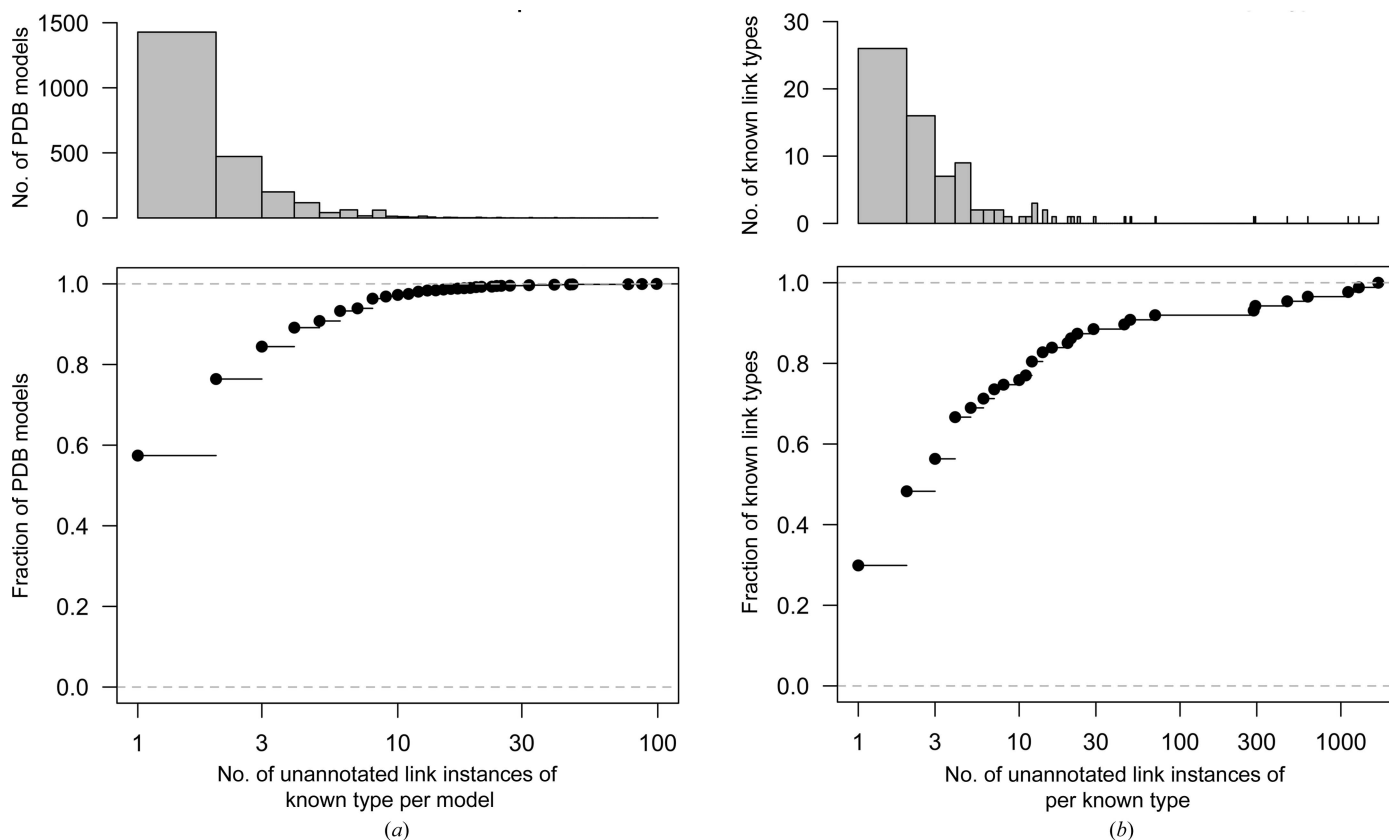 No. of PDB models
1500
1000
500
0
Fraction of PDB models
1.0
0.8
0.6
0.4
0.2
0.0
1 3 10 30 100
No. of unannotated link instances of
known type per model
(a)
No. of known link types
30
20
10
0
Fraction of known link types
1.0
0.8
0.6
0.4
0.2
0.0
1 3 10 30 100 300 1000
No. of unannotated link instances of
per known type
(b)